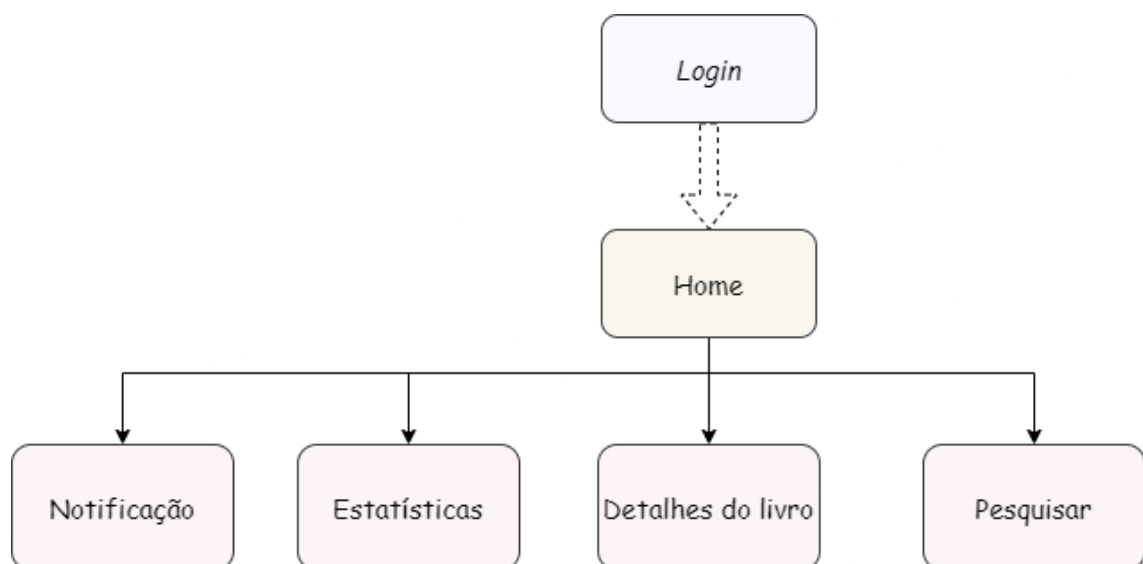 Login
Home
Notificação
Estatísticas
Detalhes do livro
Pesquisar